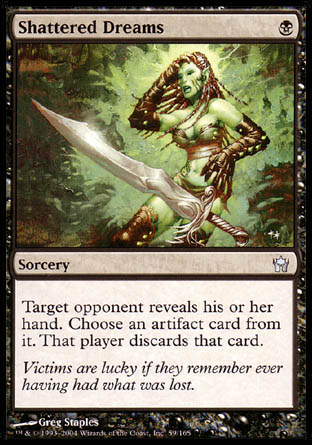 Shattered Dreams
Sorcery
Target opponent reveals his or her
hand. Choose an artifact card from
it. That player discards that card.
Victims are lucky if they remember ever
having had what was lost.
Greg Staples
™ & © 1993–2004 Wizards of the Coast, Inc. 59/165